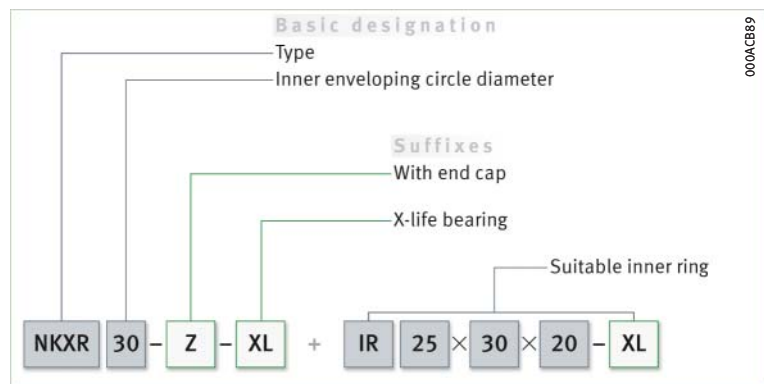 Basic designation
Type
Inner enveloping circle diameter
Suffixes
With end cap
X-life bearing
Suitable inner ring
NKXR 30 – Z – XL + IR 25 × 30 × 20 – XL
000ACB89